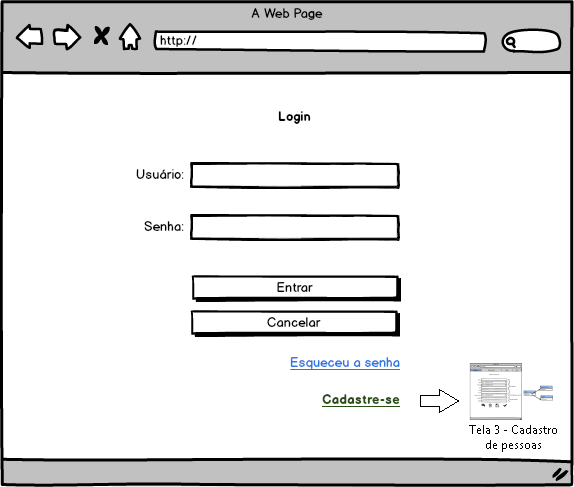 A Web Page
http://
Login
Usuário:
Senha:
Entrar
Cancelar
Esqueceu a senha
Cadastre-se
Tela 3 - Cadastro
de pessoas